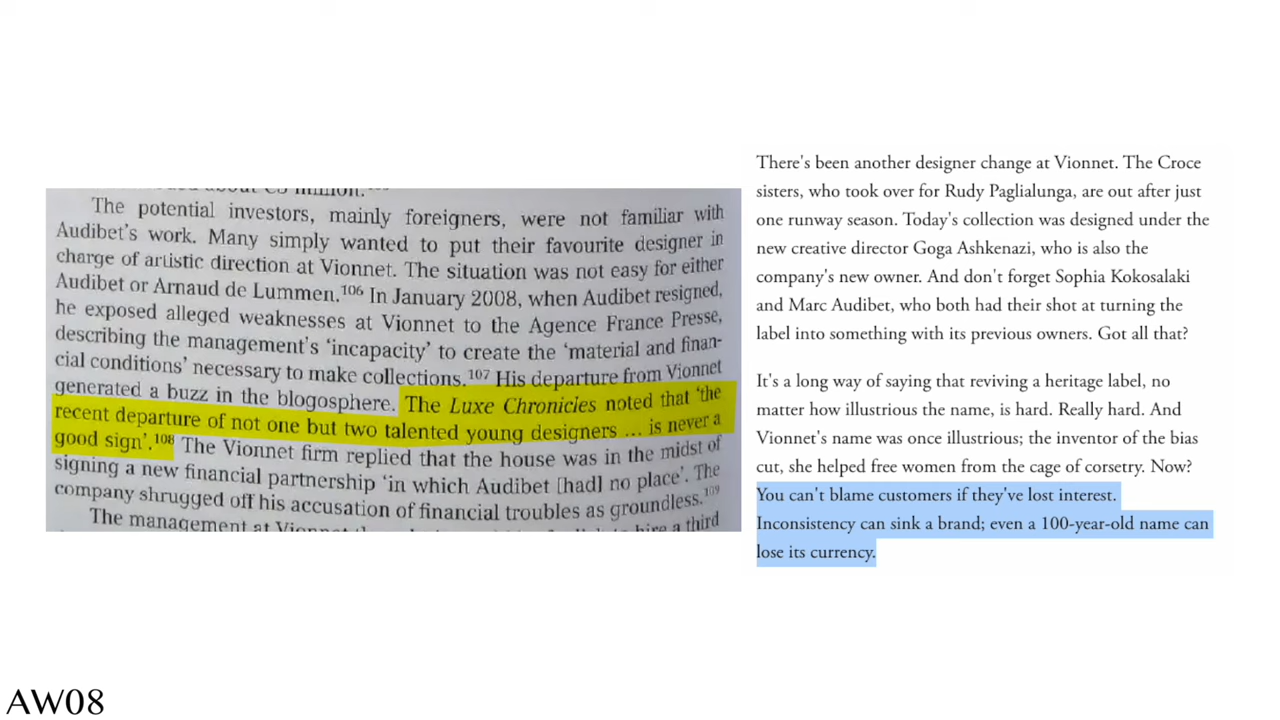 The potential investors, mainly foreigners, were not familiar with
Audibet's work. Many simply wanted to put their favourite designer in
charge of artistic direction at Vionnet. The situation was not easy for either
Audibet or Arnaud de Lummen.106 In January 2008, when Audibet resigned,
he exposed alleged weaknesses at Vionnet to the Agence France Presse,
describing the management's 'incapacity' to create the 'material and finan-
cial conditions' necessary to make collections.107 His departure from Vionnet
generated a buzz in the blogosphere. The Luxe Chronicles noted that 'the
recent departure of not one but two talented young designers ... is never a
good sign'.108 The Vionnet firm replied that the house was in the midst of
signing a new financial partnership 'in which Audibet [had] no place'. The
company shrugged off his accusation of financial troubles as groundless.109
The management at
There's been another designer change at Vionnet. The Croce
sisters, who took over for Rudy Paglialunga, are out after just
one runway season. Today's collection was designed under the
new creative director Goga Ashkenazi, who is also the
company's new owner. And don't forget Sophia Kokosalaki
and Marc Audibet, who both had their shot at turning the
label into something with its previous owners. Got all that?
It's a long way of saying that reviving a heritage label, no
matter how illustrious the name, is hard. Really hard. And
Vionnet's name was once illustrious; the inventor of the bias
cut, she helped free women from the cage of corsetry. Now?
You can't blame customers if they've lost interest.
Inconsistency can sink a brand; even a 100-year-old name can
lose its currency.
AW08